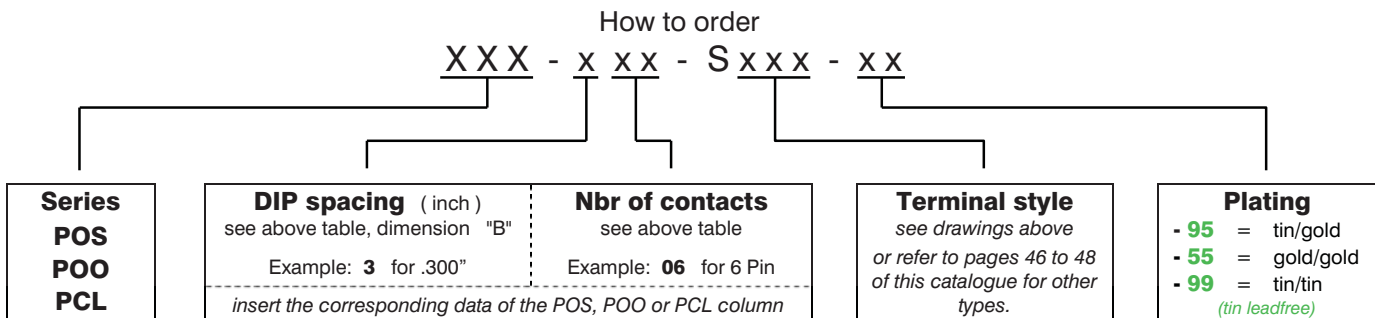 How to order
XXX - x xx - S xxx - xx
Series
POS
POO
PCL
DIP spacing ( inch )
see above table, dimension "B"
Example: 3 for .300”
Nbr of contacts
see above table
Example: 06 for 6 Pin
insert the corresponding data of the POS, POO or PCL column
Terminal style
see drawings above
or refer to pages 46 to 48
of this catalogue for other
types.
Plating
- 95 = tin/gold
- 55 = gold/gold
- 99 = tin/tin
(tin leadfree)